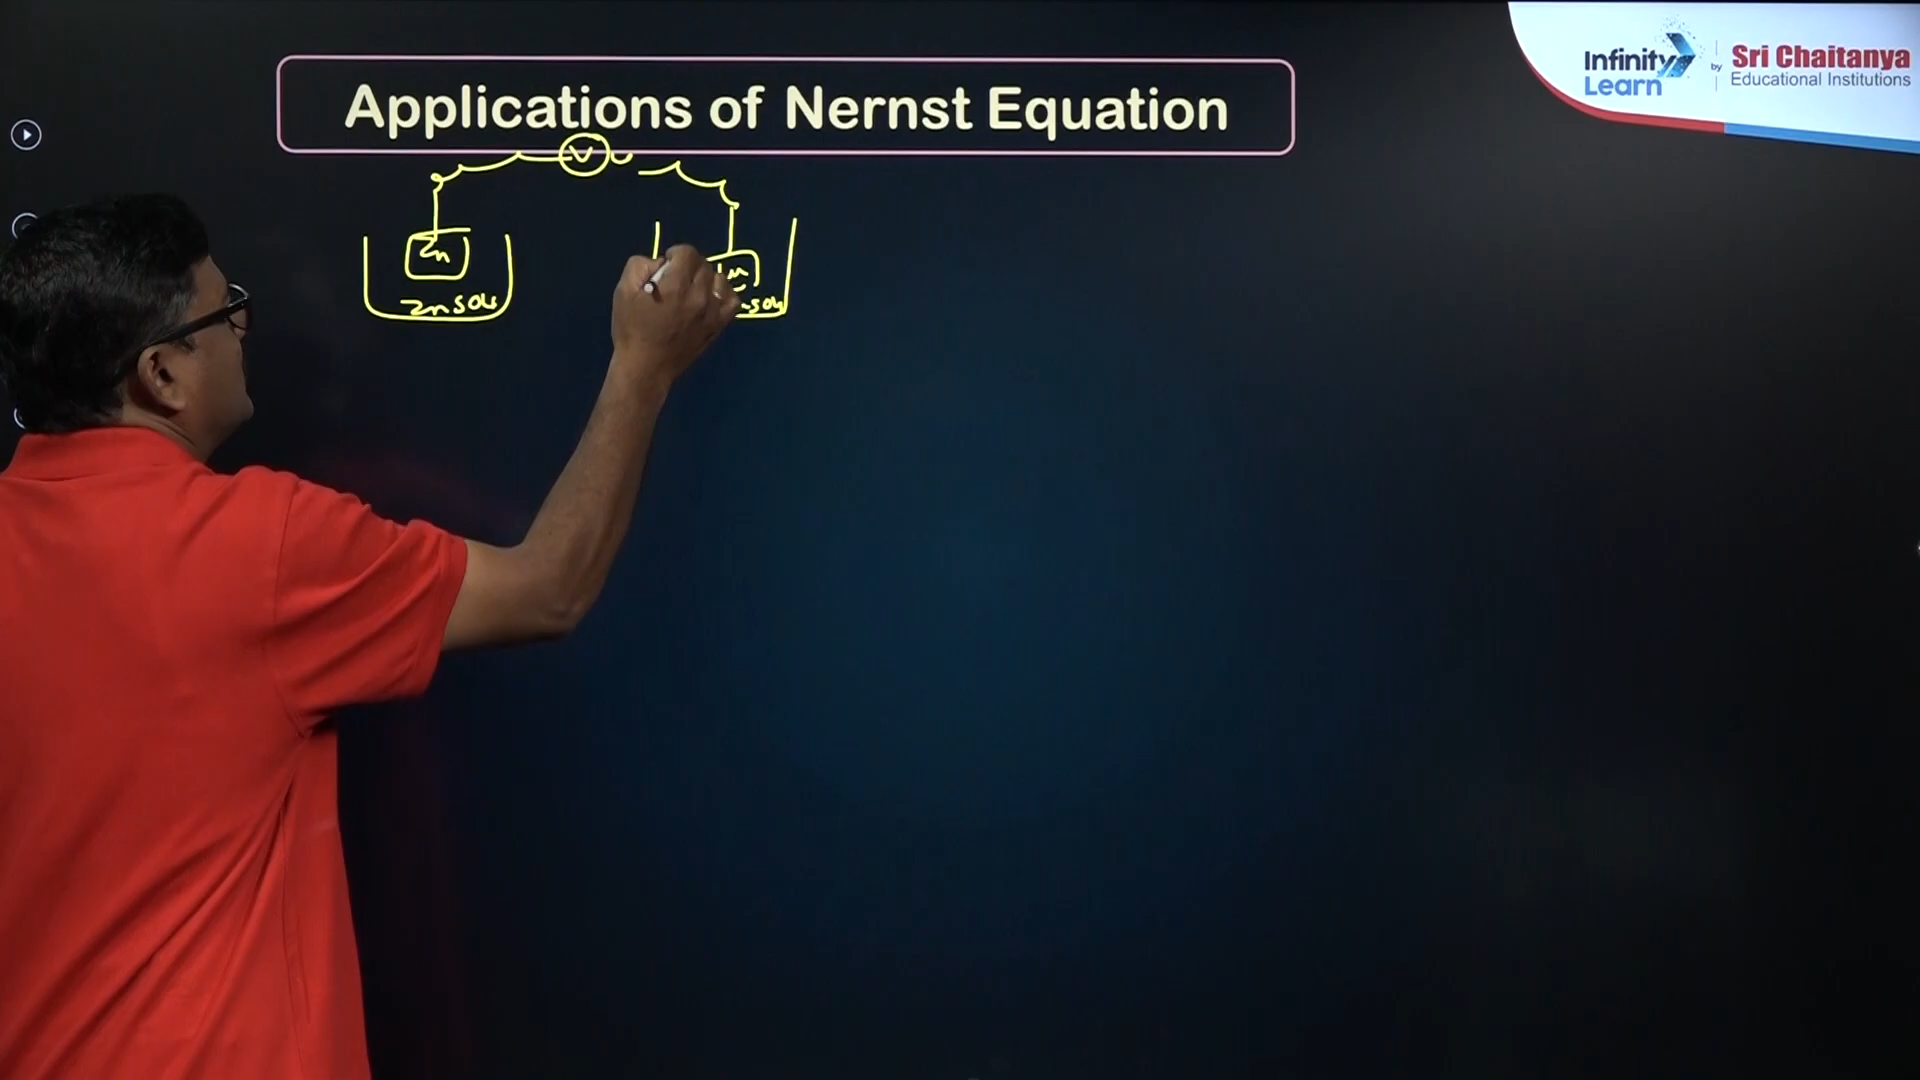 Applications of Nernst Equation
Infinity Learn by Sri Chaitanya Educational Institutions
V
Zn
ZnSO4